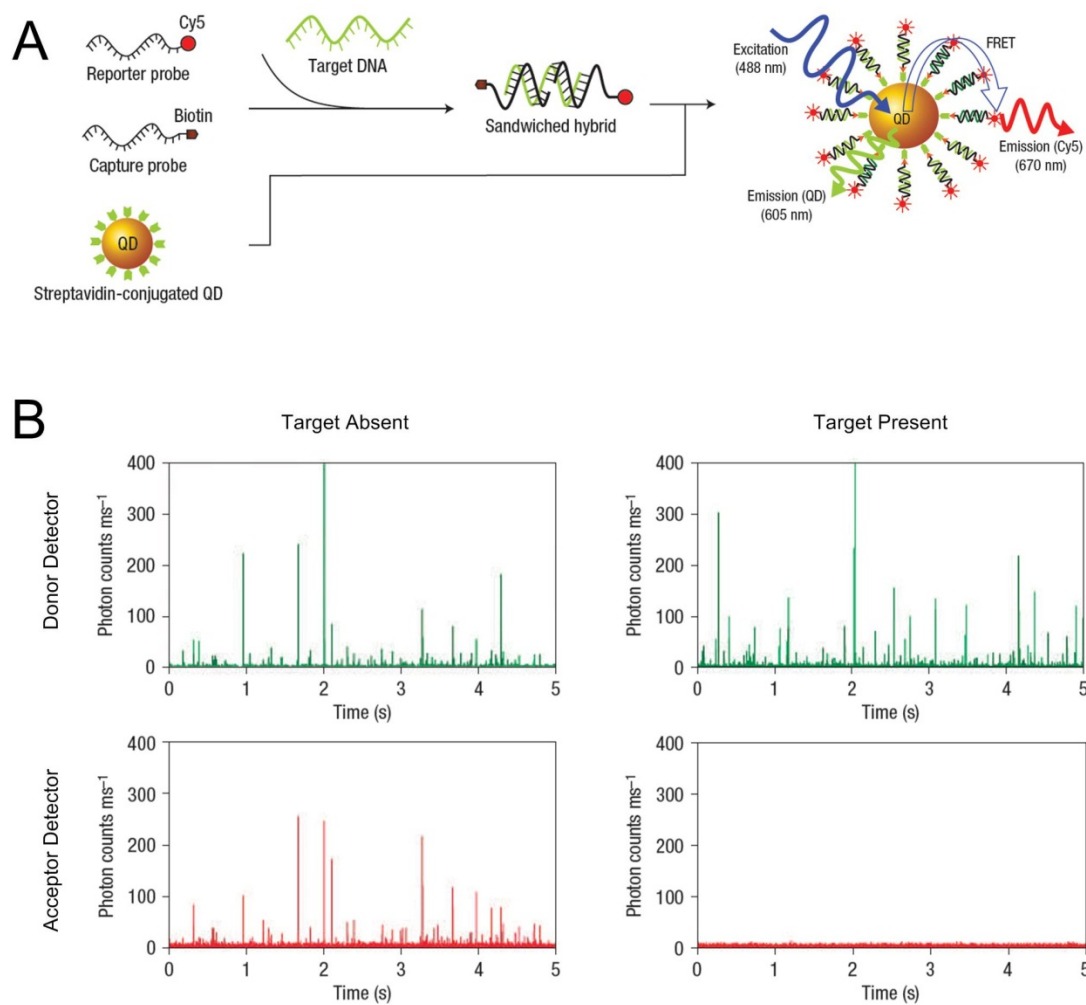 A
Cy5
Reporter probe
Target DNA
Biotin
Capture probe
Sandwiched hybrid
QD
Streptavidin-conjugated QD
Excitation
(488 nm)
FRET
QD
Emission (Cy5)
(670 nm)
Emission (QD)
(605 nm)
B
Target Absent
Target Present
Donor Detector
Photon counts ms⁻¹
400
300
200
100
0
0 1 2 3 4 5
Time (s)
Photon counts ms⁻¹
400
300
200
100
0
0 1 2 3 4 5
Time (s)
Acceptor Detector
Photon counts ms⁻¹
400
300
200
100
0
0 1 2 3 4 5
Time (s)
Photon counts ms⁻¹
400
300
200
100
0
0 1 2 3 4 5
Time (s)